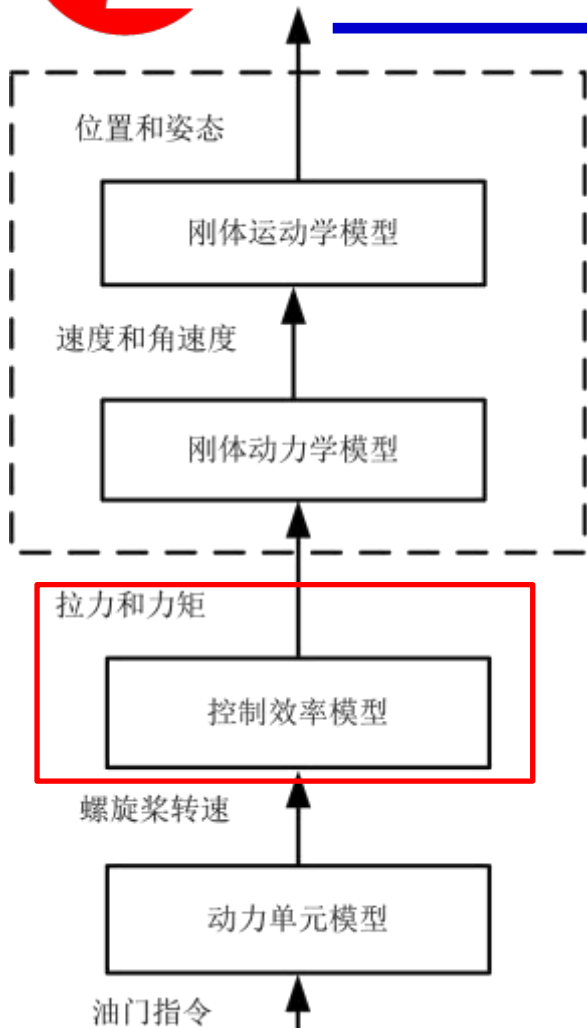 位置和姿态
刚体运动学模型
速度和角速度
刚体动力学模型
拉力和力矩
控制效率模型
螺旋桨转速
动力单元模型
油门指令